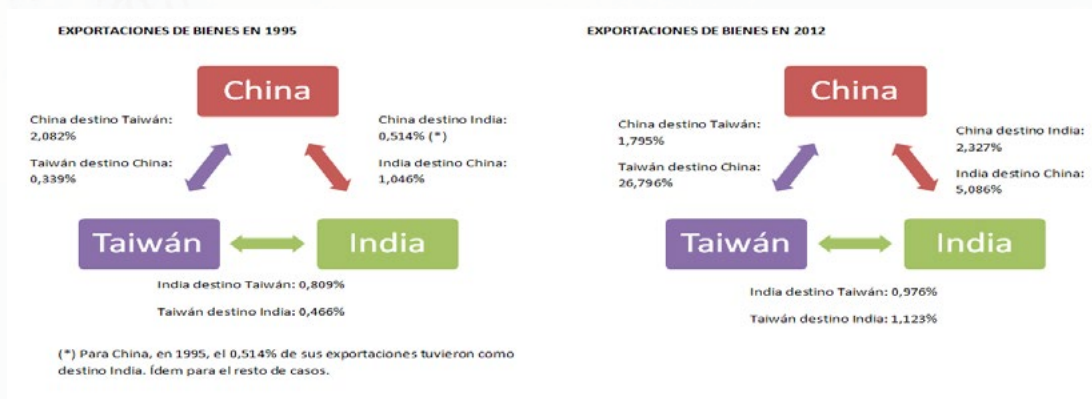 EXPORTACIONES DE BIENES EN 1995
China
China destino Taiwán:
2,082%
Taiwán destino China:
0,339%
China destino India:
0,514% (*)
India destino China:
1,046%
Taiwán
India
India destino Taiwán: 0,809%
Taiwán destino India: 0,466%
(*) Para China, en 1995, el 0,514% de sus exportaciones tuvieron como
destino India. Ídem para el resto de casos.
EXPORTACIONES DE BIENES EN 2012
China
China destino Taiwán:
1,795%
Taiwán destino China:
26,796%
China destino India:
2,327%
India destino China:
5,086%
Taiwán
India
India destino Taiwán: 0,976%
Taiwán destino India: 1,123%